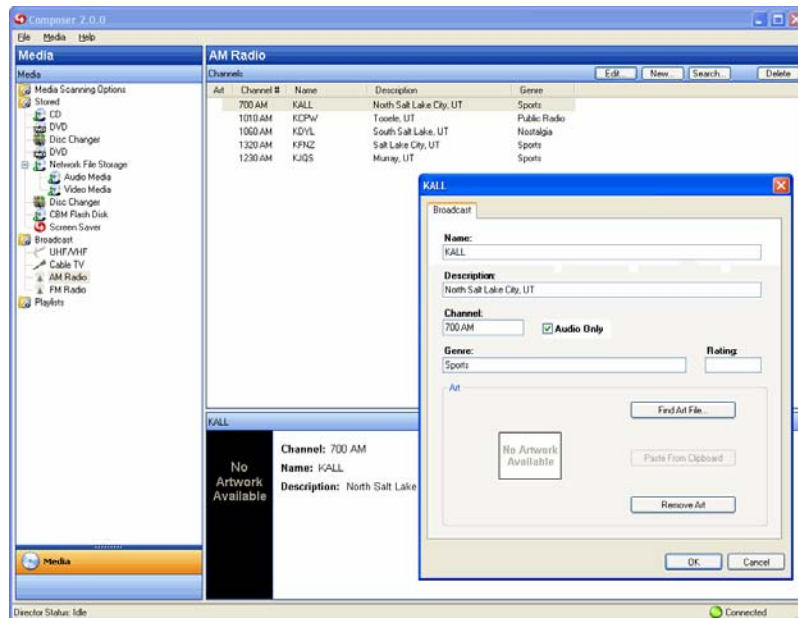 Composer 2.0.0
File Media Help
Media
Media
Media Scanning Options
Stored
CD
DVD
Disc Changer
DVD
Network File Storage
Audio Media
Video Media
Disc Changer
CBM Flash Disk
Screen Saver
Broadcast
UHF/VHF
Cable TV
AM Radio
FM Radio
Playlists
Media
AM Radio
Channels Edit... New... Search... Delete
Art Channel # Name Description Genre
700 AM KALL North Salt Lake City, UT Sports
1010 AM KCPW Tooele, UT Public Radio
1060 AM KDYL South Salt Lake, UT Nostalgia
1320 AM KFNZ Salt Lake City, UT Sports
1230 AM KJQS Murray, UT Sports
KALL
No Artwork Available
Channel: 700 AM
Name: KALL
Description: North Salt Lake
KALL
Broadcast
Name:
KALL
Description:
North Salt Lake City, UT
Channel:
700 AM Audio Only
Genre: Rating:
Sports
Art
Find Art File...
No Artwork
Available
Paste From Clipboard
Remove Art
OK Cancel
Director Status: Idle Connected